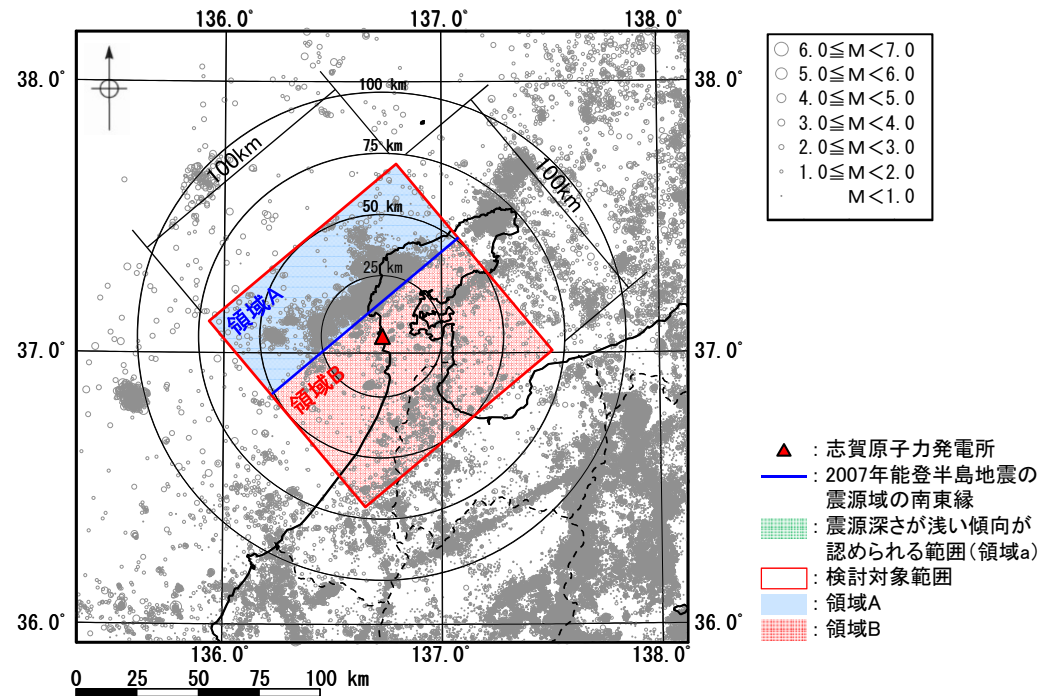 136.0°
137.0°
138.0°
38.0°
37.0°
36.0°
100 km
75 km
50 km
25 km
100km
100km
領域A
領域B
136.0°
137.0°
138.0°
0 25 50 75 100 km
6.0≦M<7.0
5.0≦M<6.0
4.0≦M<5.0
3.0≦M<4.0
2.0≦M<3.0
1.0≦M<2.0
M<1.0
：志賀原子力発電所
：2007年能登半島地震の
震源域の南東縁
：震源深さが浅い傾向が
認められる範囲(領域a)
：検討対象範囲
：領域A
：領域B